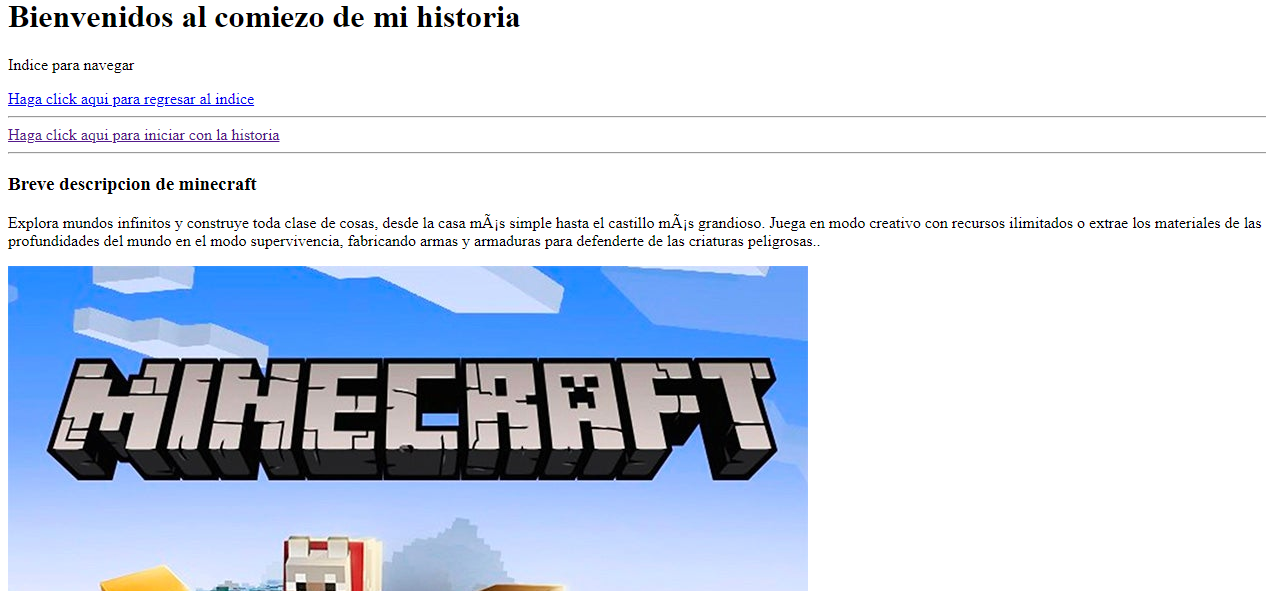 Bienvenidos al comiezo de mi historia
Indice para navegar
Haga click aqui para regresar al indice
Haga click aqui para iniciar con la historia
Breve descripcion de minecraft
Explora mundos infinitos y construye toda clase de cosas, desde la casa mÃ¡s simple hasta el castillo mÃ¡s grandioso. Juega en modo creativo con recursos ilimitados o extrae los materiales de las
profundidades del mundo en el modo supervivencia, fabricando armas y armaduras para defenderte de las criaturas peligrosas..
MINECRAFT